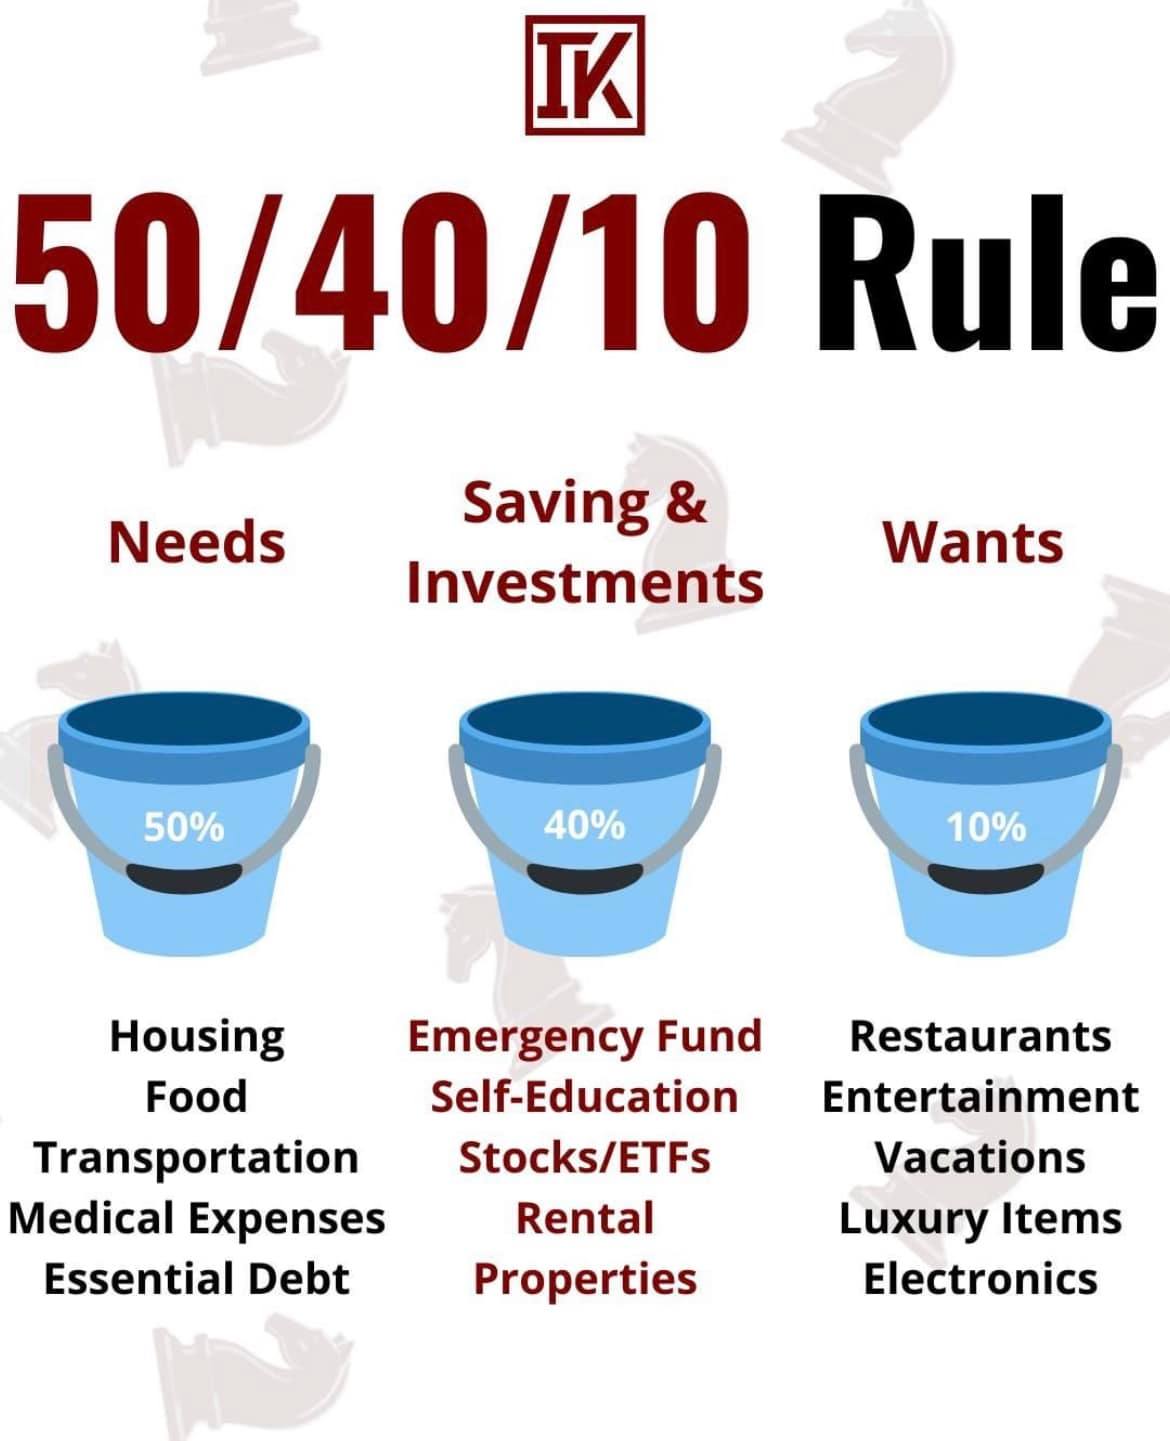 IK
50/40/10 Rule
Needs
Saving &
Investments
Wants
50%
40%
10%
Housing
Food
Transportation
Medical Expenses
Essential Debt
Emergency Fund
Self-Education
Stocks/ETFs
Rental
Properties
Restaurants
Entertainment
Vacations
Luxury Items
Electronics